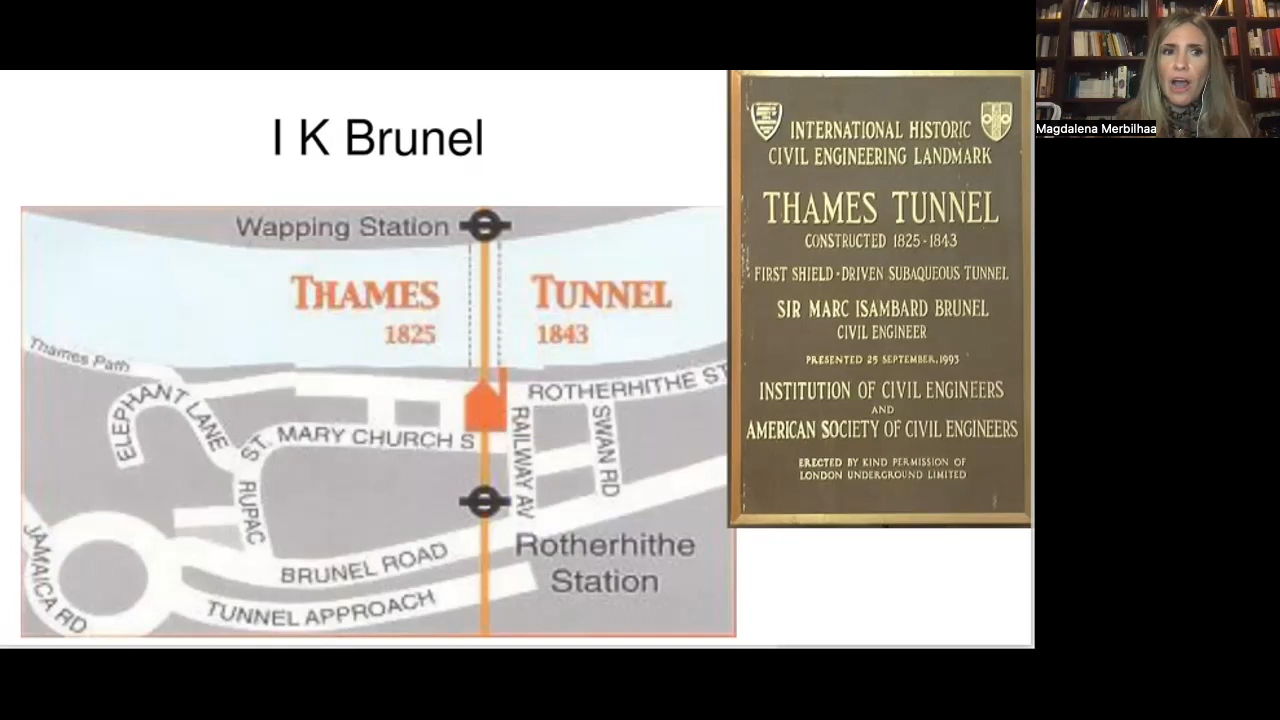 I K Brunel
Wapping Station
THAMES TUNNEL
1825 1843
Thames Path
ELEPHANT LANE
ROTHERHITHE ST
ST. MARY CHURCH S
RAILWAY AV
SWAN RD
RUPAC
JAMAICA RD
BRUNEL ROAD
TUNNEL APPROACH
Rotherhithe
Station
INTERNATIONAL HISTORIC
CIVIL ENGINEERING LANDMARK
THAMES TUNNEL
CONSTRUCTED 1825-1843
FIRST SHIELD-DRIVEN SUBAQUEOUS TUNNEL
SIR MARC ISAMBARD BRUNEL
CIVIL ENGINEER
PRESENTED 25 SEPTEMBER, 1993
INSTITUTION OF CIVIL ENGINEERS
AND
AMERICAN SOCIETY OF CIVIL ENGINEERS
ERECTED BY KIND PERMISSION OF
LONDON UNDERGROUND LIMITED
Magdalena Merbilhaa